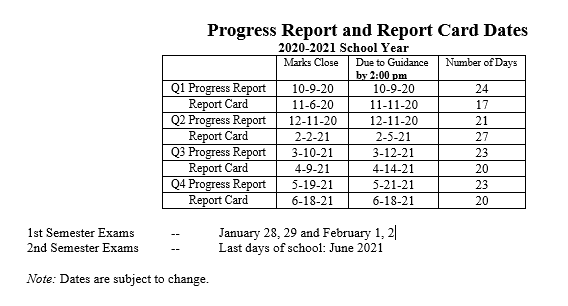 Progress Report and Report Card Dates
2020-2021 School Year
Marks Close Due to Guidance by 2:00 pm Number of Days
Q1 Progress Report 10-9-20 10-9-20 24
Report Card 11-6-20 11-11-20 17
Q2 Progress Report 12-11-20 12-11-20 21
Report Card 2-2-21 2-5-21 27
Q3 Progress Report 3-10-21 3-12-21 23
Report Card 4-9-21 4-14-21 20
Q4 Progress Report 5-19-21 5-21-21 23
Report Card 6-18-21 6-18-21 20
1st Semester Exams -- January 28, 29 and February 1, 2
2nd Semester Exams -- Last days of school: June 2021
Note: Dates are subject to change.